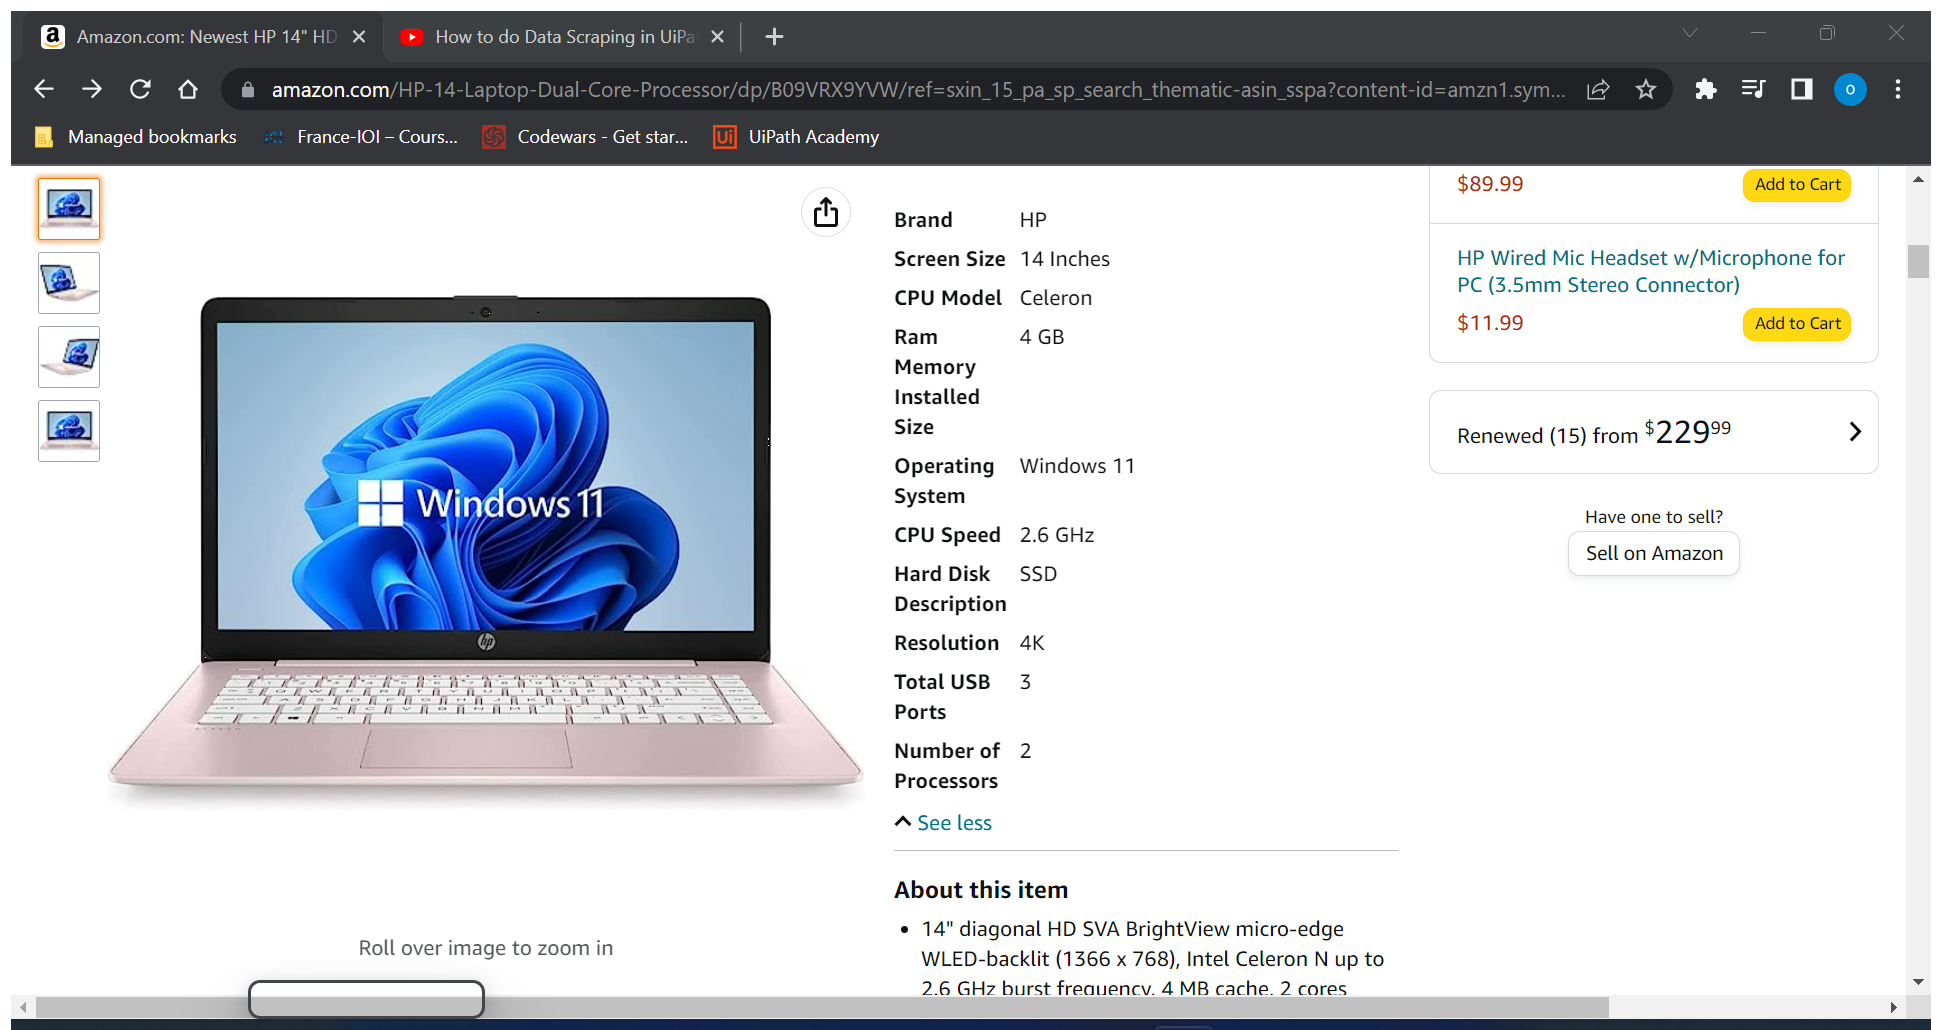 Amazon.com: Newest HP 14" HD
How to do Data Scraping in UiPa
amazon.com/HP-14-Laptop-Dual-Core-Processor/dp/B09VRX9YVW/ref=sxin_15_pa_sp_search_thematic-asin_sspa?content-id=amzn1.sym...
o
Managed bookmarks
France-IOI – Cours...
Codewars - Get star...
Ui
UiPath Academy
Windows 11
hp
Roll over image to zoom in
Brand HP
Screen Size 14 Inches
CPU Model Celeron
Ram 4 GB
Memory
Installed
Size
Operating Windows 11
System
CPU Speed 2.6 GHz
Hard Disk SSD
Description
Resolution 4K
Total USB 3
Ports
Number of 2
Processors
See less
About this item
• 14" diagonal HD SVA BrightView micro-edge
WLED-backlit (1366 x 768), Intel Celeron N up to
2.6 GHz burst frequency, 4 MB cache, 2 cores
$89.99
Add to Cart
HP Wired Mic Headset w/Microphone for
PC (3.5mm Stereo Connector)
$11.99
Add to Cart
Renewed (15) from $22999
Have one to sell?
Sell on Amazon